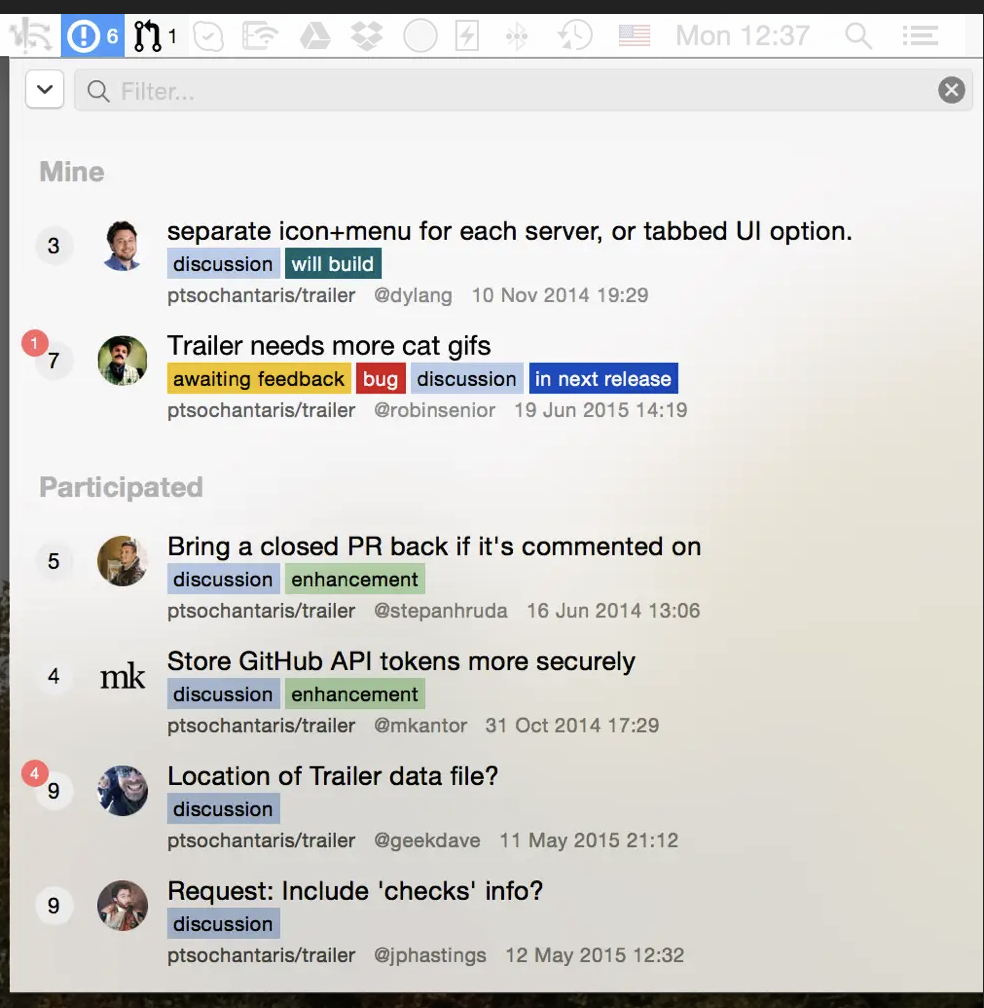 6 1 Mon 12:37
Filter...
Mine
3 separate icon+menu for each server, or tabbed UI option.
discussion will build
ptsochantaris/trailer @dylang 10 Nov 2014 19:29
1 7 Trailer needs more cat gifs
awaiting feedback bug discussion in next release
ptsochantaris/trailer @robinsenior 19 Jun 2015 14:19
Participated
5 Bring a closed PR back if it's commented on
discussion enhancement
ptsochantaris/trailer @stepanhruda 16 Jun 2014 13:06
4 mk Store GitHub API tokens more securely
discussion enhancement
ptsochantaris/trailer @mkantor 31 Oct 2014 17:29
4 9 Location of Trailer data file?
discussion
ptsochantaris/trailer @geekdave 11 May 2015 21:12
9 Request: Include 'checks' info?
discussion
ptsochantaris/trailer @jphastings 12 May 2015 12:32